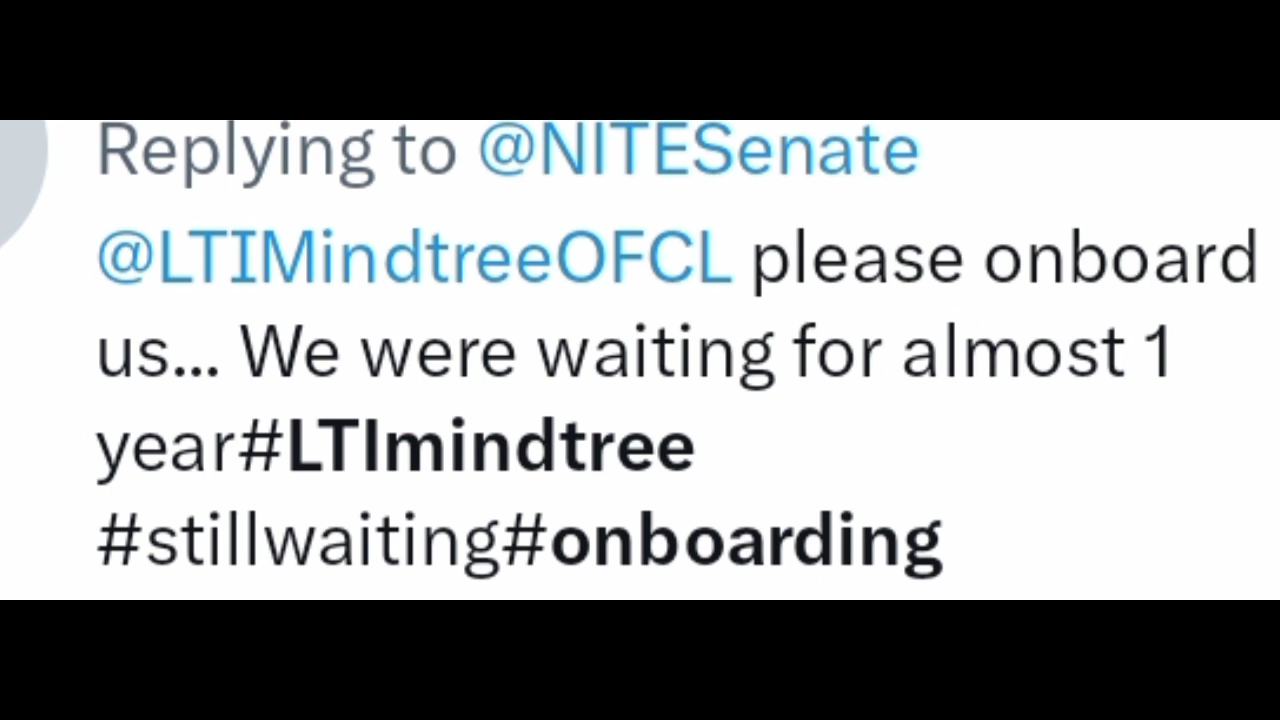 Replying to @NITESenate
@LTIMindtreeOFCL please onboard
us... We were waiting for almost 1
year#LTImindtree
#stillwaiting#onboarding